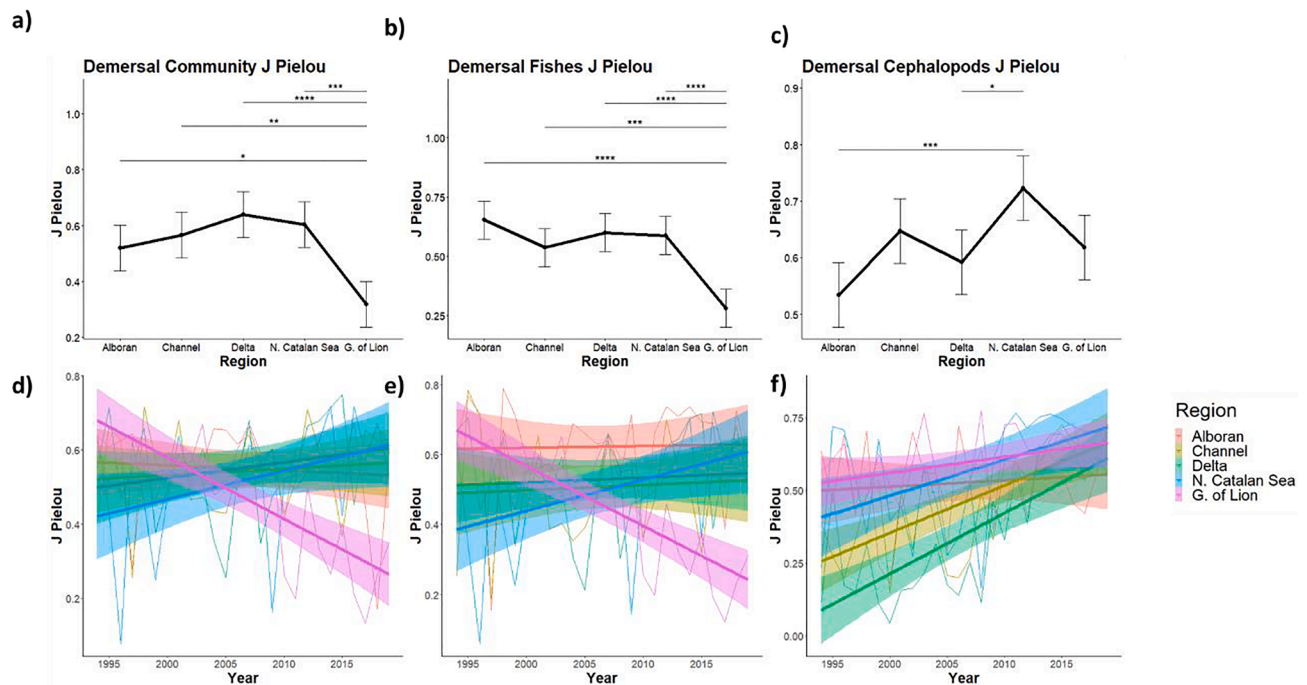 a)
Demersal Community J Pielou
***
****
**
*
1.0
0.8
0.6
0.4
0.2
J Pielou
Alboran Channel Delta N. Catalan Sea G. of Lion
Region
b)
Demersal Fishes J Pielou
****
****
***
****
1.00
0.75
0.50
0.25
J Pielou
Alboran Channel Delta N. Catalan Sea G. of Lion
Region
c)
Demersal Cephalopods J Pielou
*
***
0.9
0.8
0.7
0.6
0.5
J Pielou
Alboran Channel Delta N. Catalan Sea G. of Lion
Region
d)
0.8
0.6
0.4
0.2
J Pielou
1995 2000 2005 2010 2015
Year
e)
0.8
0.6
0.4
0.2
J Pielou
1995 2000 2005 2010 2015
Year
f)
0.75
0.50
0.25
0.00
J Pielou
1995 2000 2005 2010 2015
Year
Region
Alboran
Channel
Delta
N. Catalan Sea
G. of Lion